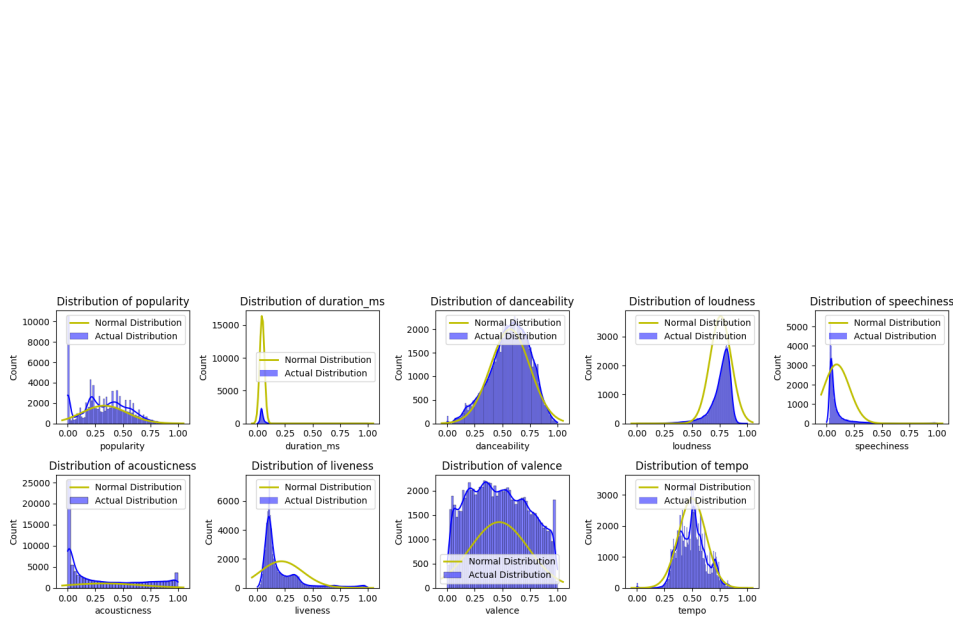 Distribution of popularity
Distribution of duration_ms
Distribution of danceability
Distribution of loudness
Distribution of speechiness
Count
10000
8000
6000
4000
2000
0
Normal Distribution
Actual Distribution
0.00 0.25 0.50 0.75 1.00
popularity
Count
15000
10000
5000
0
Normal Distribution
Actual Distribution
0.00 0.25 0.50 0.75 1.00
duration_ms
Count
2000
1500
1000
500
0
Normal Distribution
Actual Distribution
0.00 0.25 0.50 0.75 1.00
danceability
Count
3000
2000
1000
0
Normal Distribution
Actual Distribution
0.00 0.25 0.50 0.75 1.00
loudness
Count
5000
4000
3000
2000
1000
0
Normal Distribution
Actual Distribution
0.00 0.25 0.50 0.75 1.00
speechiness
Distribution of acousticness
Distribution of liveness
Distribution of valence
Distribution of tempo
Count
25000
20000
15000
10000
5000
0
Normal Distribution
Actual Distribution
0.00 0.25 0.50 0.75 1.00
acousticness
Count
6000
4000
2000
0
Normal Distribution
Actual Distribution
0.00 0.25 0.50 0.75 1.00
liveness
Count
2000
1500
1000
500
0
Normal Distribution
Actual Distribution
0.00 0.25 0.50 0.75 1.00
valence
Count
3000
2000
1000
0
Normal Distribution
Actual Distribution
0.00 0.25 0.50 0.75 1.00
tempo